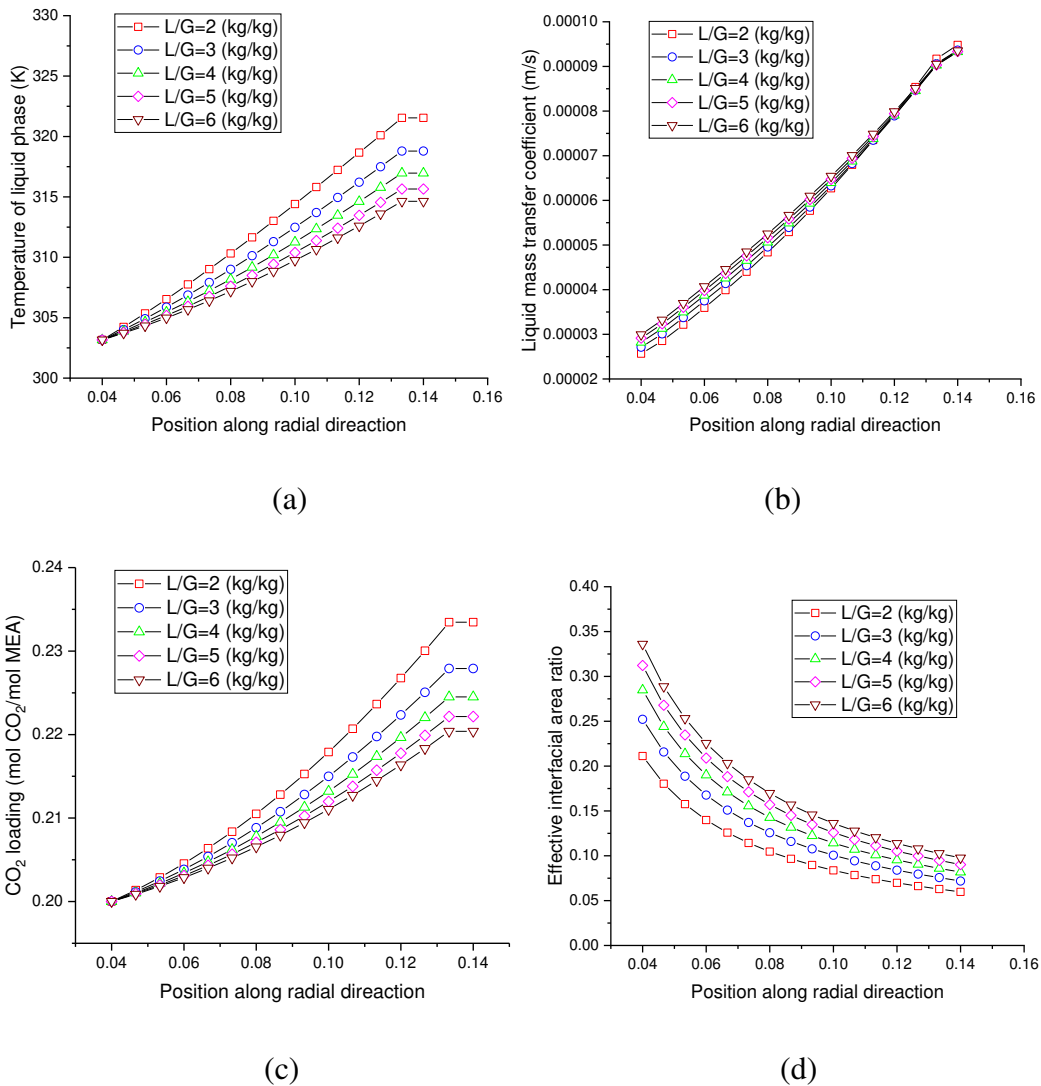 330
325
320
315
310
305
300
Temperature of liquid phase (K)
L/G=2 (kg/kg)
L/G=3 (kg/kg)
L/G=4 (kg/kg)
L/G=5 (kg/kg)
L/G=6 (kg/kg)
0.04 0.06 0.08 0.10 0.12 0.14 0.16
Position along radial direaction
(a)
0.00010
0.00009
0.00008
0.00007
0.00006
0.00005
0.00004
0.00003
0.00002
Liquid mass transfer coefficient (m/s)
L/G=2 (kg/kg)
L/G=3 (kg/kg)
L/G=4 (kg/kg)
L/G=5 (kg/kg)
L/G=6 (kg/kg)
0.04 0.06 0.08 0.10 0.12 0.14 0.16
Position along radial direaction
(b)
0.24
0.23
0.22
0.21
0.20
CO₂ loading (mol CO₂/mol MEA)
L/G=2 (kg/kg)
L/G=3 (kg/kg)
L/G=4 (kg/kg)
L/G=5 (kg/kg)
L/G=6 (kg/kg)
0.04 0.06 0.08 0.10 0.12 0.14
Position along radial direaction
(c)
0.40
0.35
0.30
0.25
0.20
0.15
0.10
0.05
0.00
Effective interfacial area ratio
L/G=2 (kg/kg)
L/G=3 (kg/kg)
L/G=4 (kg/kg)
L/G=5 (kg/kg)
L/G=6 (kg/kg)
0.04 0.06 0.08 0.10 0.12 0.14 0.16
Position along radial direaction
(d)